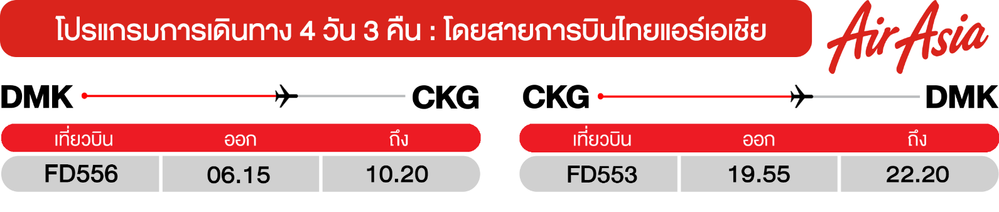 โปรแกรมการเดินทาง 4 วัน 3 คืน : โดยสายการบินไทยแอร์เอเชีย
AirAsia
DMK CKG
เที่ยวบิน ออก ถึง
FD556 06.15 10.20
CKG DMK
เที่ยวบิน ออก ถึง
FD553 19.55 22.20